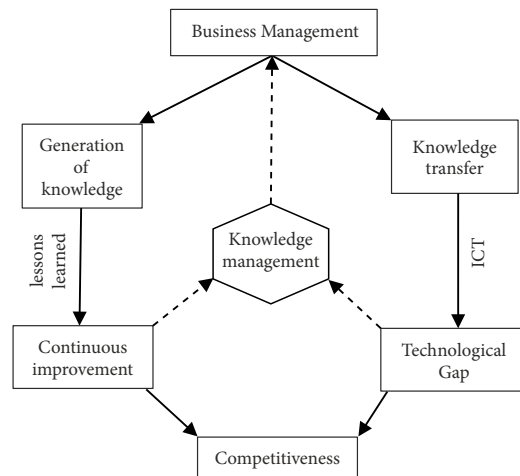 Business Management
Generation
of
knowledge
Knowledge
transfer
lessons
learned
Knowledge
management
ICT
Continuous
improvement
Technological
Gap
Competitiveness